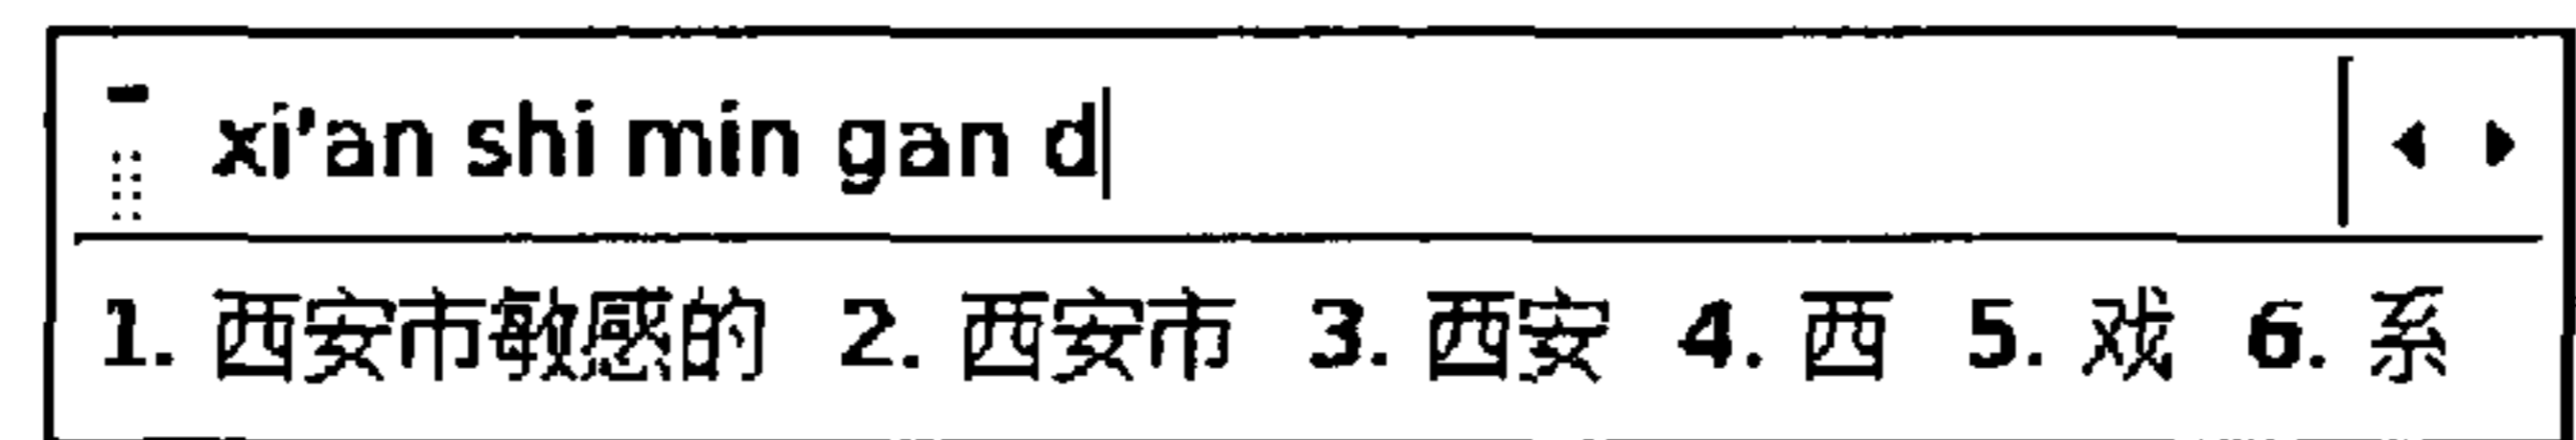 xi'an shi min gan d
1. 西安市敏感的 2. 西安市 3. 西安 4. 西 5. 戏 6. 系